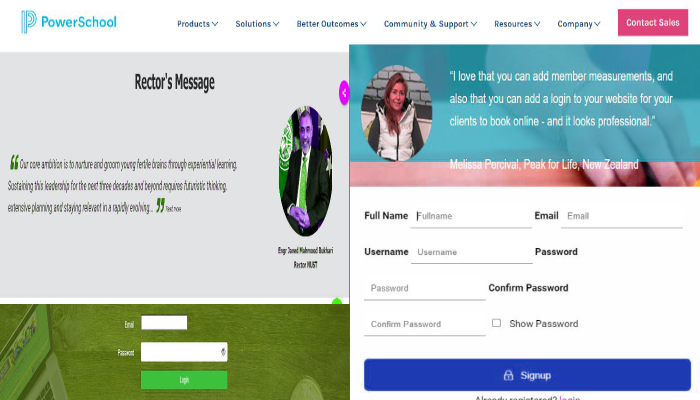 PowerSchool
Products Solutions Better Outcomes Community & Support Resources Company Contact Sales
Rector's Message
Our core ambition is to nurture and groom young fertile brains through experiential learning.
Sustaining this leadership for the next three decades and beyond requires futuristic thinking,
extensive planning and staying relevant in a rapidly evolving... Read more
Engr Javed Mahmood Bukhari
Rector NUST
Email
Password
Login
"I love that you can add member measurements, and
also that you can add a login to your website for your
clients to book online - and it looks professional."
Melissa Percival, Peak for Life, New Zealand
Full Name Fullname Email Email
Username Username Password
Password Confirm Password
Confirm Password Show Password
Signup
Already registered? login